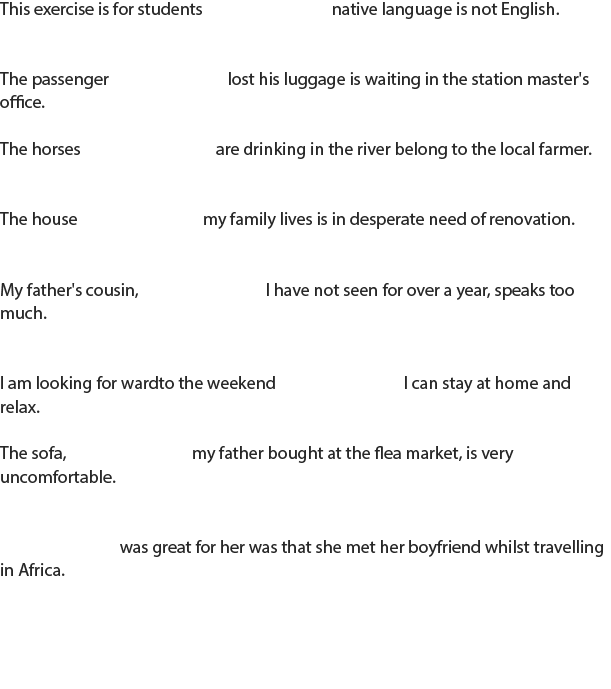 This exercise is for students native language is not English.
The passenger lost his luggage is waiting in the station master's
office.
The horses are drinking in the river belong to the local farmer.
The house my family lives is in desperate need of renovation.
My father's cousin, I have not seen for over a year, speaks too
much.
I am looking for wardto the weekend I can stay at home and
relax.
The sofa, my father bought at the flea market, is very
uncomfortable.
was great for her was that she met her boyfriend whilst travelling
in Africa.